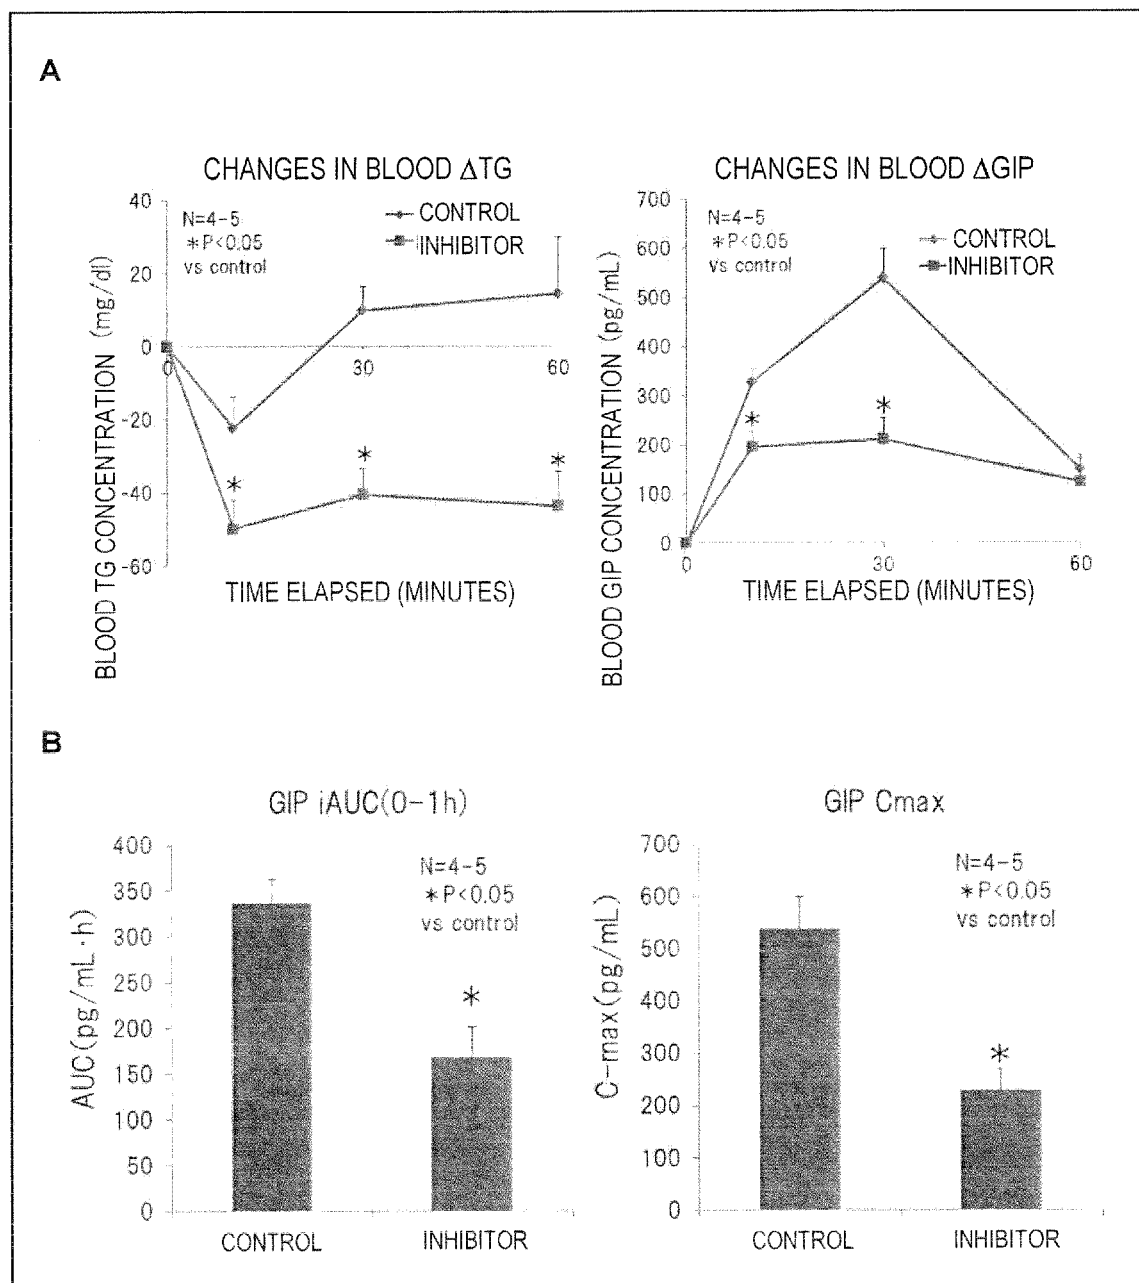 A
CHANGES IN BLOOD ΔTG
40
20
0
-20
-40
-60
N=4-5
*P<0.05
vs control
CONTROL
INHIBITOR
*
*
*
0
30
60
BLOOD TG CONCENTRATION (mg/dl)
TIME ELAPSED (MINUTES)
CHANGES IN BLOOD ΔGIP
700
600
500
400
300
200
100
0
N=4-5
*P<0.05
vs control
CONTROL
INHIBITOR
*
*
0
30
60
BLOOD GIP CONCENTRATION (pg/mL)
TIME ELAPSED (MINUTES)
B
GIP iAUC(0-1h)
400
350
300
250
200
150
100
50
0
AUC(pg/mL·h)
N=4-5
*P<0.05
vs control
*
CONTROL
INHIBITOR
GIP Cmax
700
600
500
400
300
200
100
0
C-max(pg/mL)
N=4-5
*P<0.05
vs control
*
CONTROL
INHIBITOR